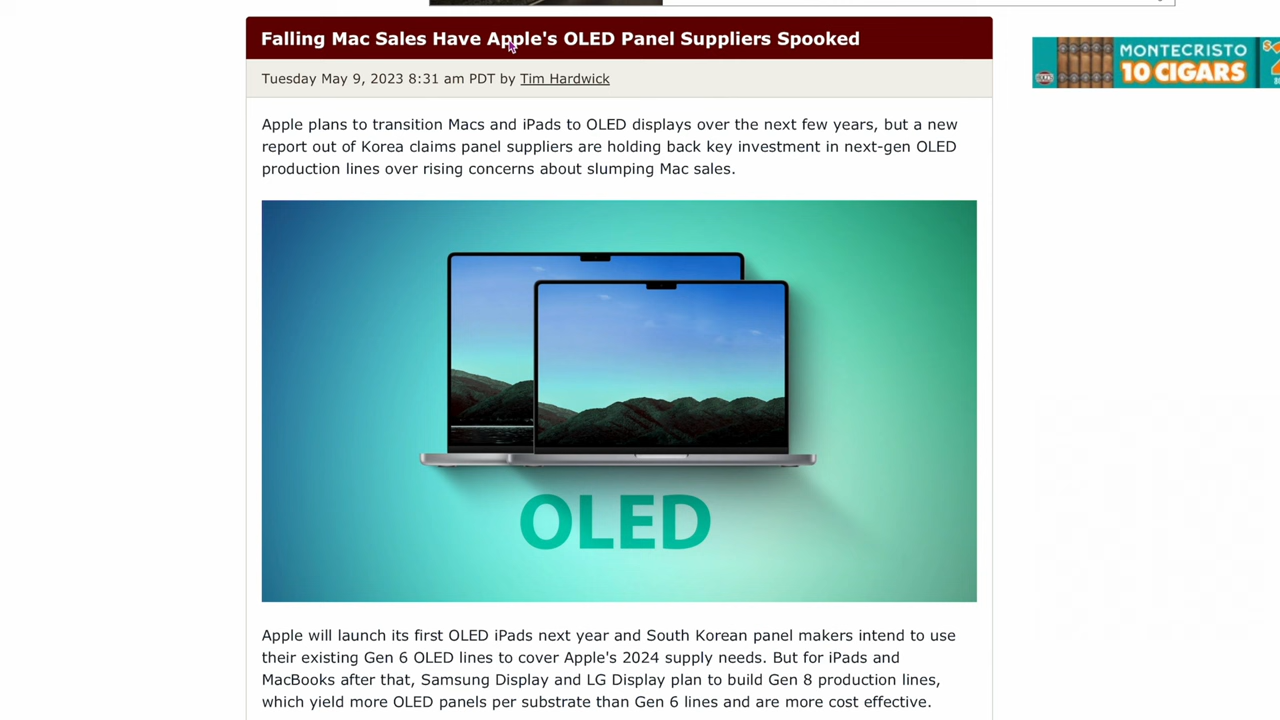 Falling Mac Sales Have Apple's OLED Panel Suppliers Spooked
Tuesday May 9, 2023 8:31 am PDT by Tim Hardwick
MONTECRISTO
10 CIGARS
Apple plans to transition Macs and iPads to OLED displays over the next few years, but a new
report out of Korea claims panel suppliers are holding back key investment in next-gen OLED
production lines over rising concerns about slumping Mac sales.
OLED
Apple will launch its first OLED iPads next year and South Korean panel makers intend to use
their existing Gen 6 OLED lines to cover Apple's 2024 supply needs. But for iPads and
MacBooks after that, Samsung Display and LG Display plan to build Gen 8 production lines,
which yield more OLED panels per substrate than Gen 6 lines and are more cost effective.